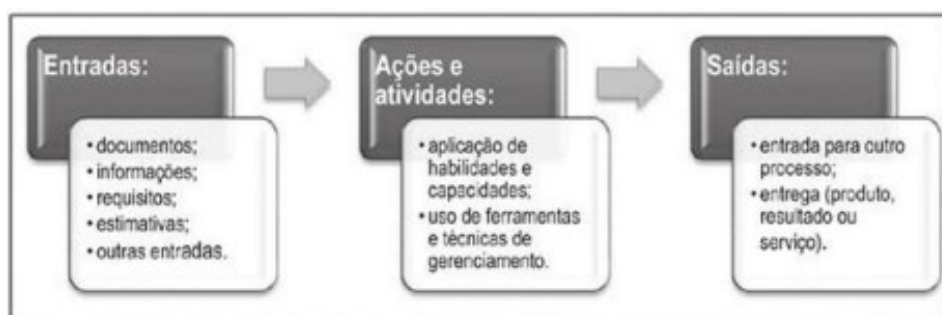 Entradas:
• documentos;
• informações;
• requisitos;
• estimativas;
• outras entradas.
Ações e
atividades:
• aplicação de
habilidades e
capacidades;
• uso de ferramentas
e técnicas de
gerenciamento.
Saídas:
• entrada para outro
processo;
• entrega (produto,
resultado ou
serviço).